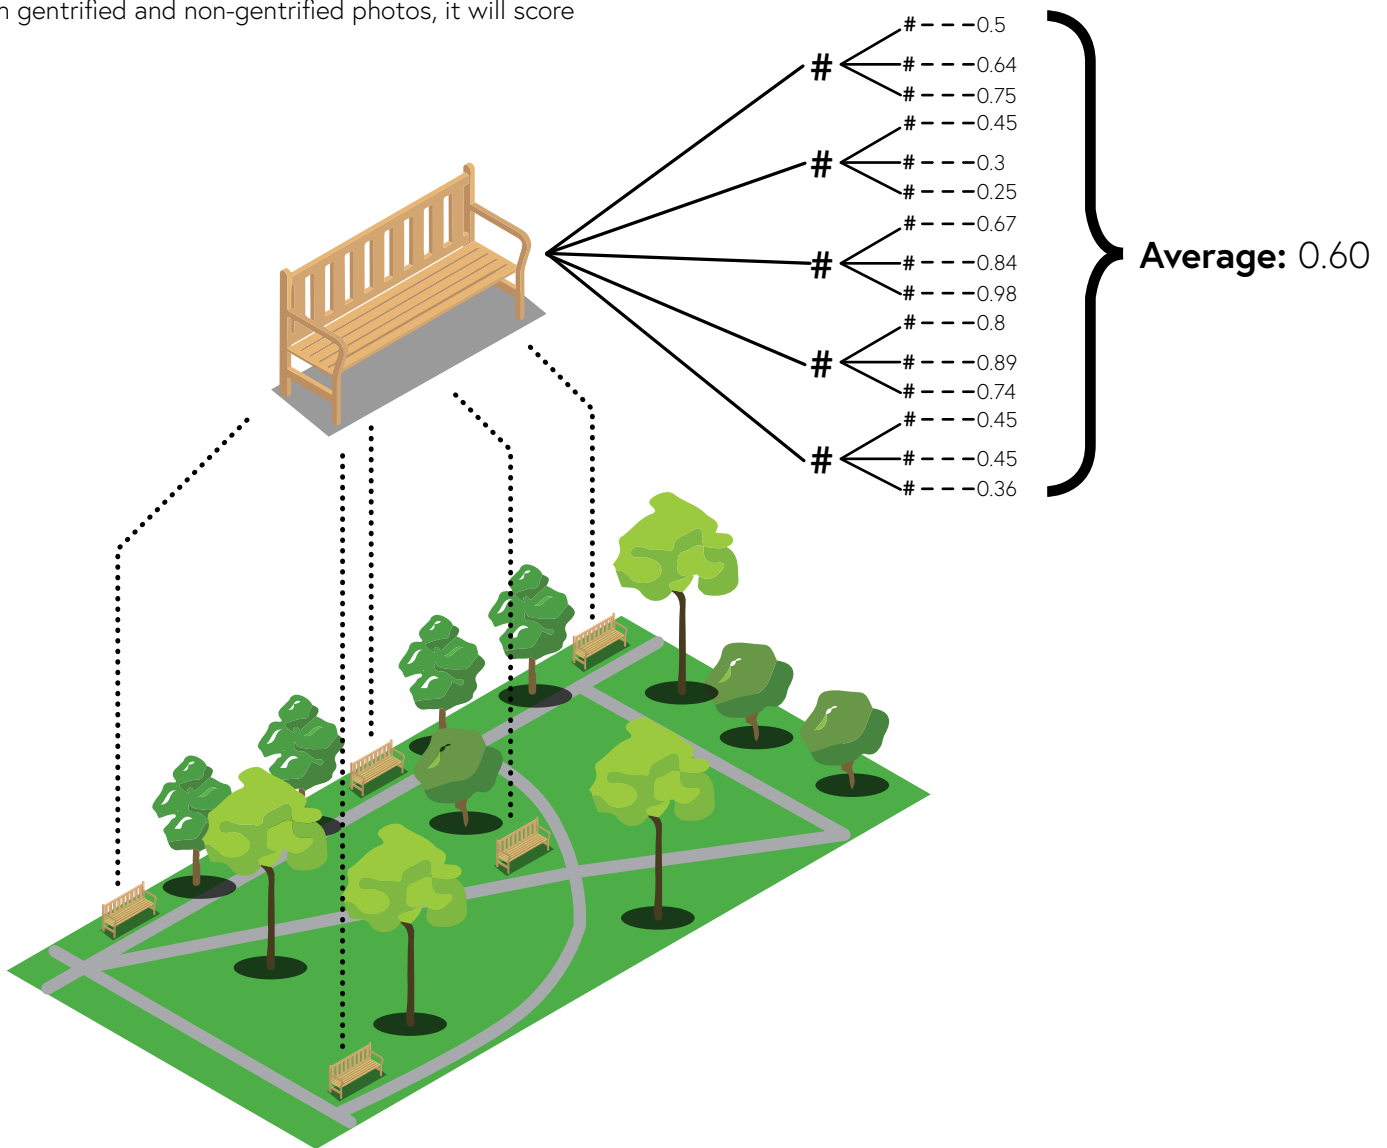 n gentrified and non-gentrified photos, it will score
# # - - - 0.5
# - - - 0.64
# - - - 0.75
# # - - - 0.45
# - - - 0.3
# - - - 0.25
# # - - - 0.67
# - - - 0.84
# - - - 0.98
# # - - - 0.8
# - - - 0.89
# - - - 0.74
# # - - - 0.45
# - - - 0.45
# - - - 0.36
Average: 0.60